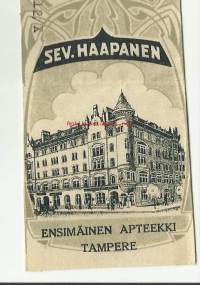 SEV. HAAPANEN
ENSIMÄINEN APTEEKKI
TAMPERE